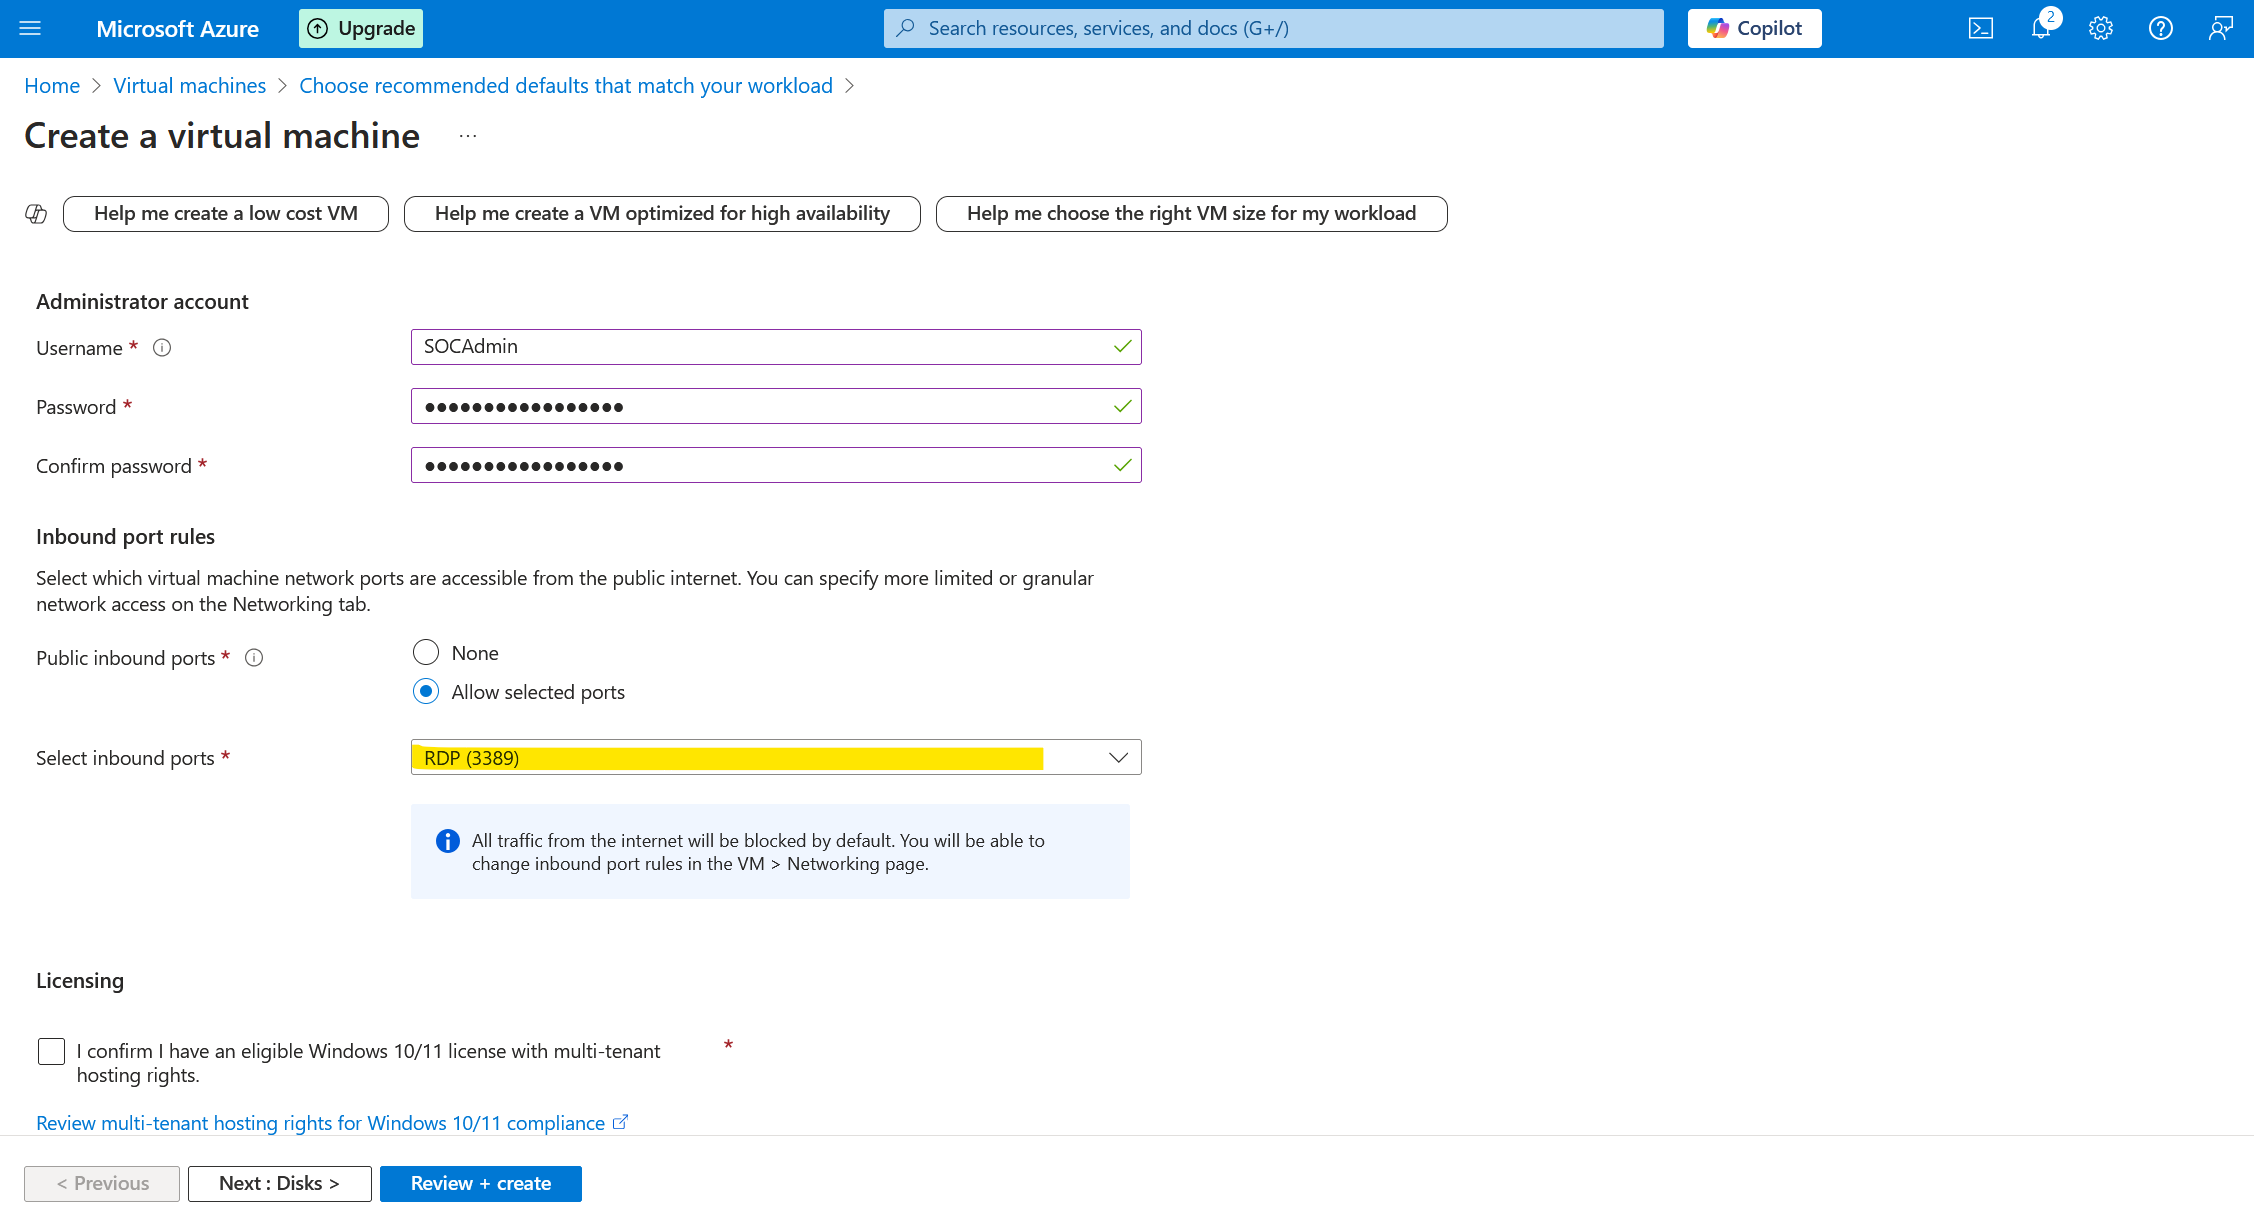 Microsoft Azure
Upgrade
Search resources, services, and docs (G+/)
Copilot
2
Home > Virtual machines > Choose recommended defaults that match your workload >
Create a virtual machine ...
Help me create a low cost VM
Help me create a VM optimized for high availability
Help me choose the right VM size for my workload
Administrator account
Username *
SOCAdmin
Password *
●●●●●●●●●●●●●●●●●
Confirm password *
●●●●●●●●●●●●●●●●●
Inbound port rules
Select which virtual machine network ports are accessible from the public internet. You can specify more limited or granular
network access on the Networking tab.
Public inbound ports *
None
Allow selected ports
Select inbound ports *
RDP (3389)
All traffic from the internet will be blocked by default. You will be able to
change inbound port rules in the VM > Networking page.
Licensing
I confirm I have an eligible Windows 10/11 license with multi-tenant *
hosting rights.
Review multi-tenant hosting rights for Windows 10/11 compliance
< Previous
Next : Disks >
Review + create